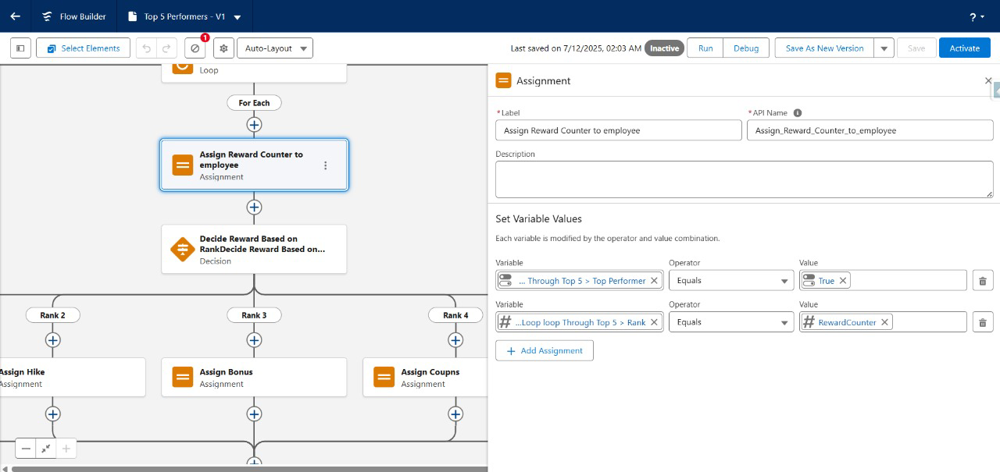 Flow Builder
Top 5 Performers - V1
?
Select Elements
1
Auto-Layout
Last saved on 7/12/2025, 02:03 AM
Inactive
Run
Debug
Save As New Version
Save
Activate
Loop
For Each
Assign Reward Counter to
employee
Assignment
Decide Reward Based on
RankDecide Reward Based on...
Decision
Rank 2
Rank 3
Rank 4
Assign Hike
Assignment
Assign Bonus
Assignment
Assign Coupns
Assignment
Assignment
*Label
*API Name
Assign Reward Counter to employee
Assign_Reward_Counter_to_employee
Description
Set Variable Values
Each variable is modified by the operator and value combination.
Variable
Operator
Value
... Through Top 5 > Top Performer
Equals
True
Variable
Operator
Value
...Loop loop Through Top 5 > Rank
Equals
RewardCounter
Add Assignment